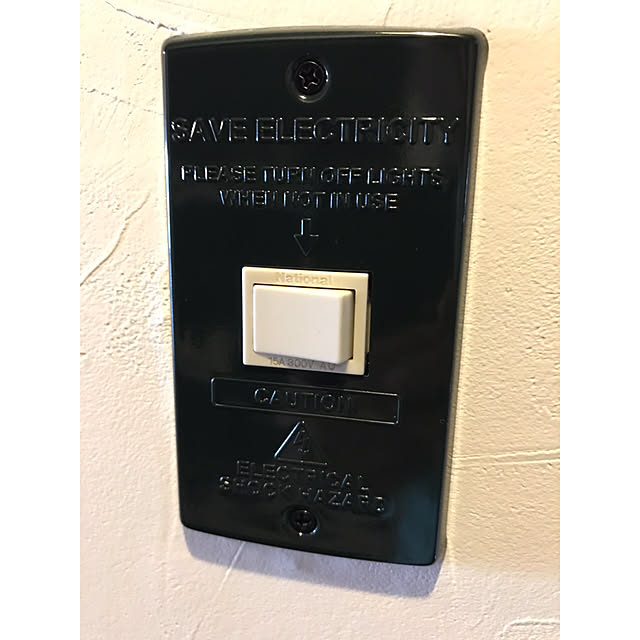 SAVE ELECTRICITY
PLEASE TURN OFF LIGHTS
WHEN NOT IN USE
National
15A 300V AC
CAUTION
ELECTRICAL
SHOCK HAZARD